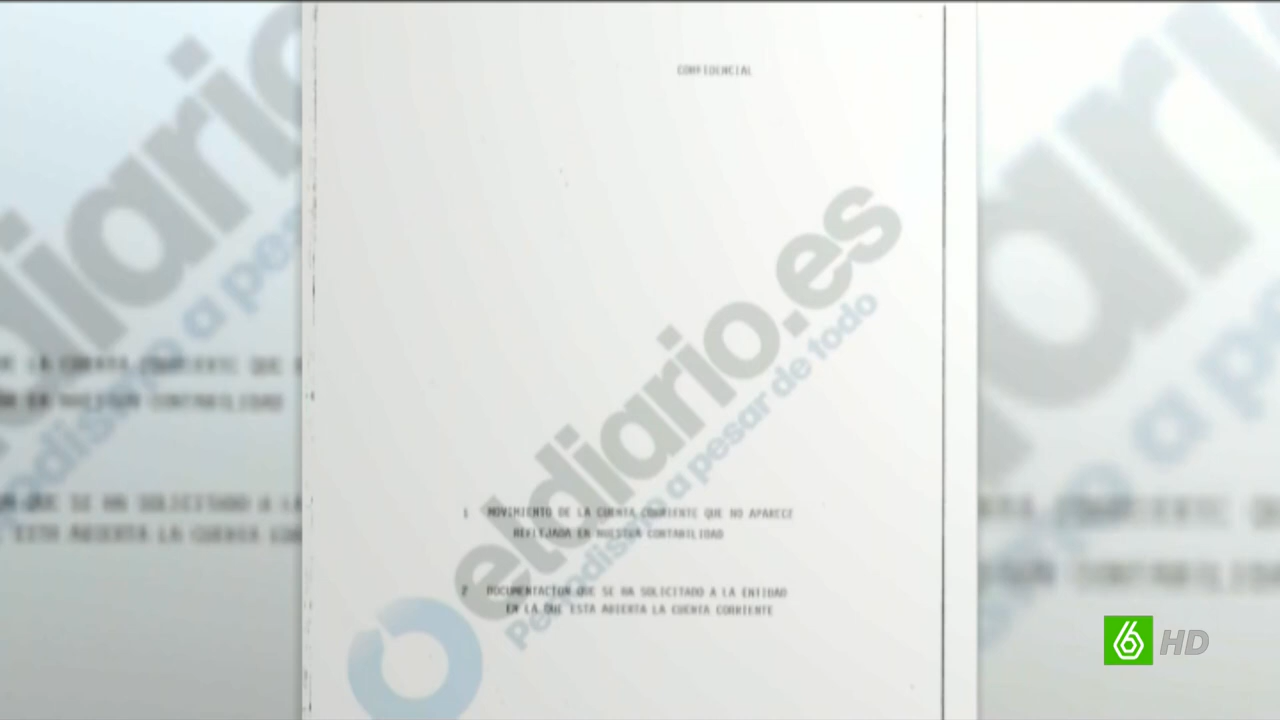 CONFIDENCIAL
eldiario.es
Periodismo a pesar de todo
1 MOVIMIENTO DE LA CUENTA CORRIENTE QUE NO APARECE
REFLEJADA EN NUESTRA CONTABILIDAD
2 DOCUMENTACION QUE SE HA SOLICITADO A LA ENTIDAD
EN LA QUE ESTA ABIERTA LA CUENTA CORRIENTE
6 HD